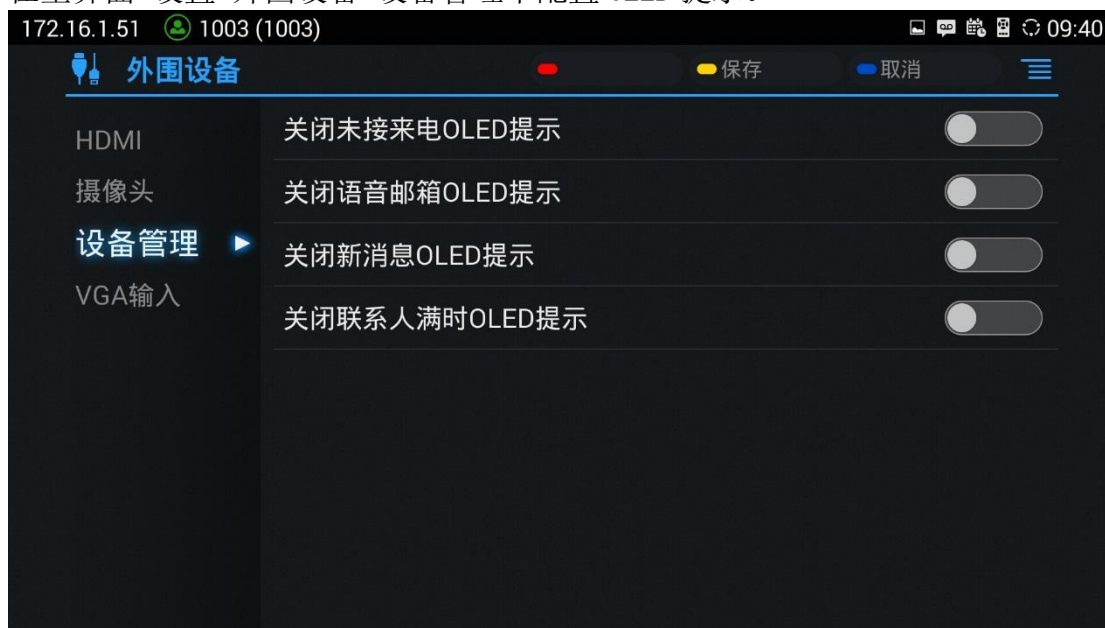 172.16.1.51 1003 (1003) 09:40
外围设备 保存 取消
HDMI
摄像头
设备管理
VGA输入
关闭未接来电OLED提示
关闭语音邮箱OLED提示
关闭新消息OLED提示
关闭联系人满时OLED提示